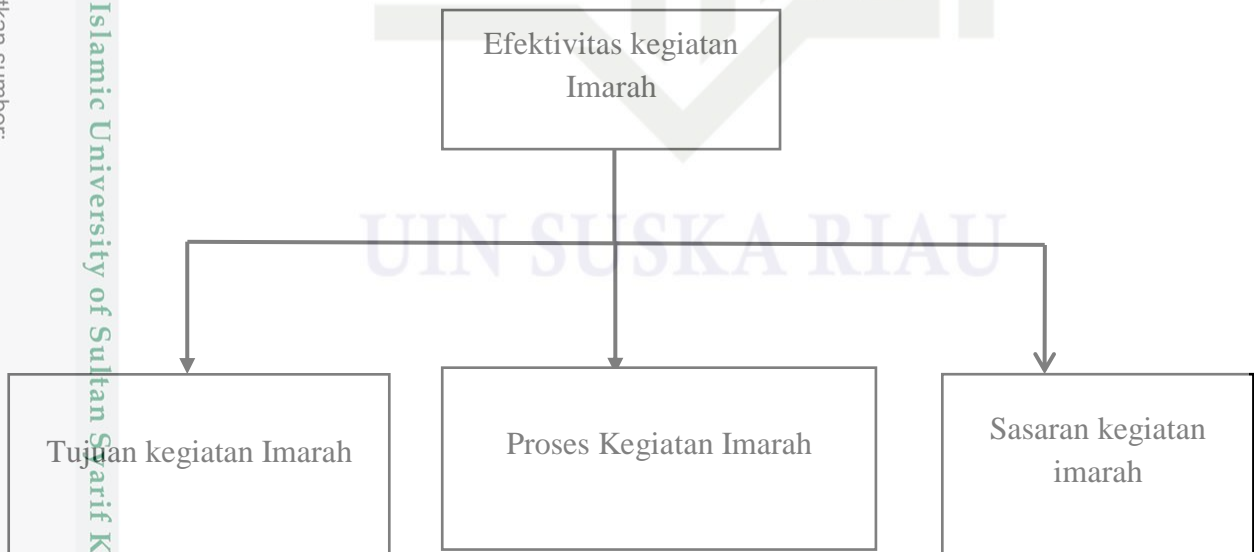 Efektivitas kegiatan
Imarah
UIN SUSKA RIAU
Tujuan kegiatan Imarah
Proses Kegiatan Imarah
Sasaran kegiatan
imarah
Islamic University of Sultan Syarif K
sumber: